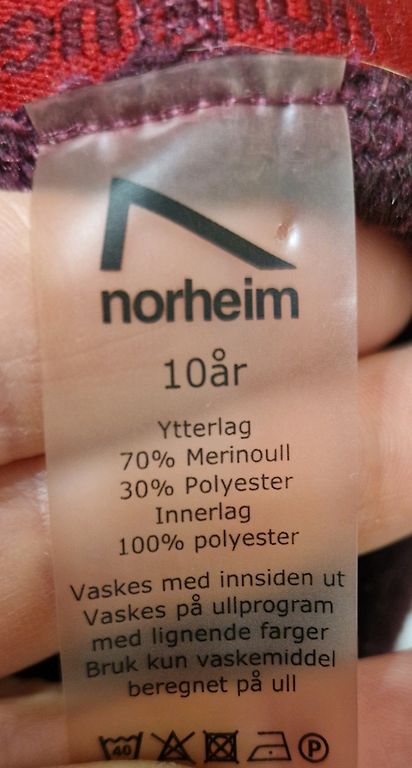 norheim
10år
Ytterlag
70% Merinoull
30% Polyester
Innerlag
100% polyester
Vaskes med innsiden ut
Vaskes på ullprogram
med lignende farger
Bruk kun vaskemiddel
beregnet på ull
40 P